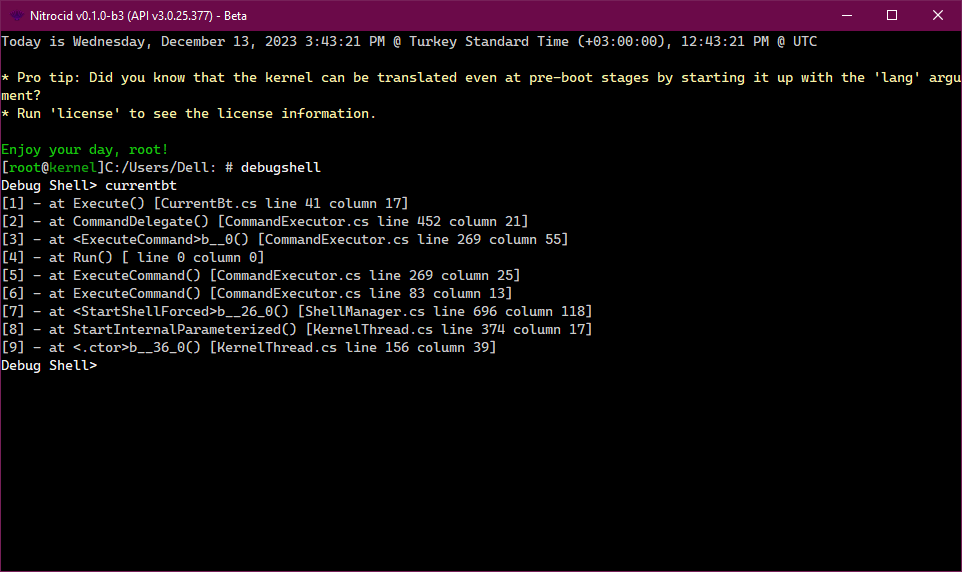 Nitrocid v0.1.0-b3 (API v3.0.25.377) - Beta
Today is Wednesday, December 13, 2023 3:43:21 PM @ Turkey Standard Time (+03:00:00), 12:43:21 PM @ UTC
* Pro tip: Did you know that the kernel can be translated even at pre-boot stages by starting it up with the 'lang' argu
ment?
* Run 'license' to see the license information.
Enjoy your day, root!
[root@kernel]C:/Users/Dell: # debugshell
Debug Shell> currentbt
[1] - at Execute() [CurrentBt.cs line 41 column 17]
[2] - at CommandDelegate() [CommandExecutor.cs line 452 column 21]
[3] - at <ExecuteCommand>b__0() [CommandExecutor.cs line 269 column 55]
[4] - at Run() [ line 0 column 0]
[5] - at ExecuteCommand() [CommandExecutor.cs line 269 column 25]
[6] - at ExecuteCommand() [CommandExecutor.cs line 83 column 13]
[7] - at <StartShellForced>b__26_0() [ShellManager.cs line 696 column 118]
[8] - at StartInternalParameterized() [KernelThread.cs line 374 column 17]
[9] - at <.ctor>b__36_0() [KernelThread.cs line 156 column 39]
Debug Shell>